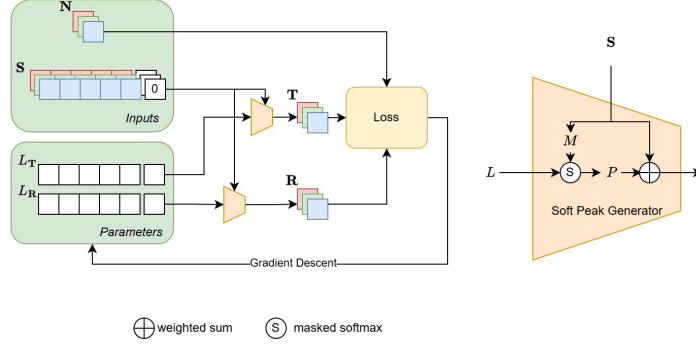 N
S
0
Inputs
T
Loss
L_T
L_R
R
Parameters
Gradient Descent
S
M
L
S
P
Soft Peak Generator
weighted sum
S
masked softmax